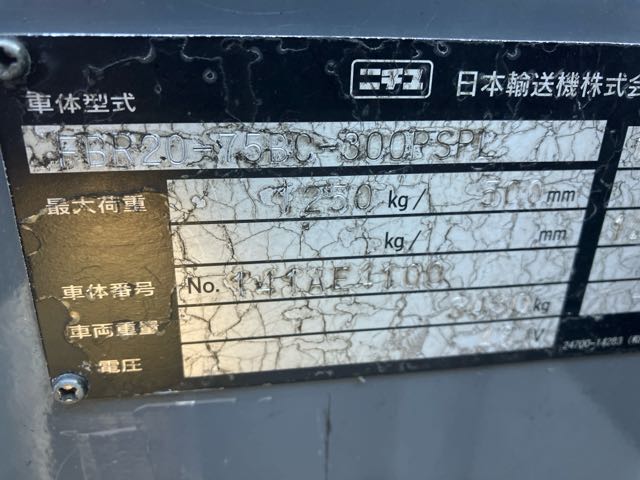 ニチユ 日本輸送機株式会
車体型式
FBR20-75BC-300PSPL
最大荷重 1250 kg/ 500 mm
kg/ mm
車体番号 No. 141AE1100
車両重量 kg
電圧 V
24700-14283